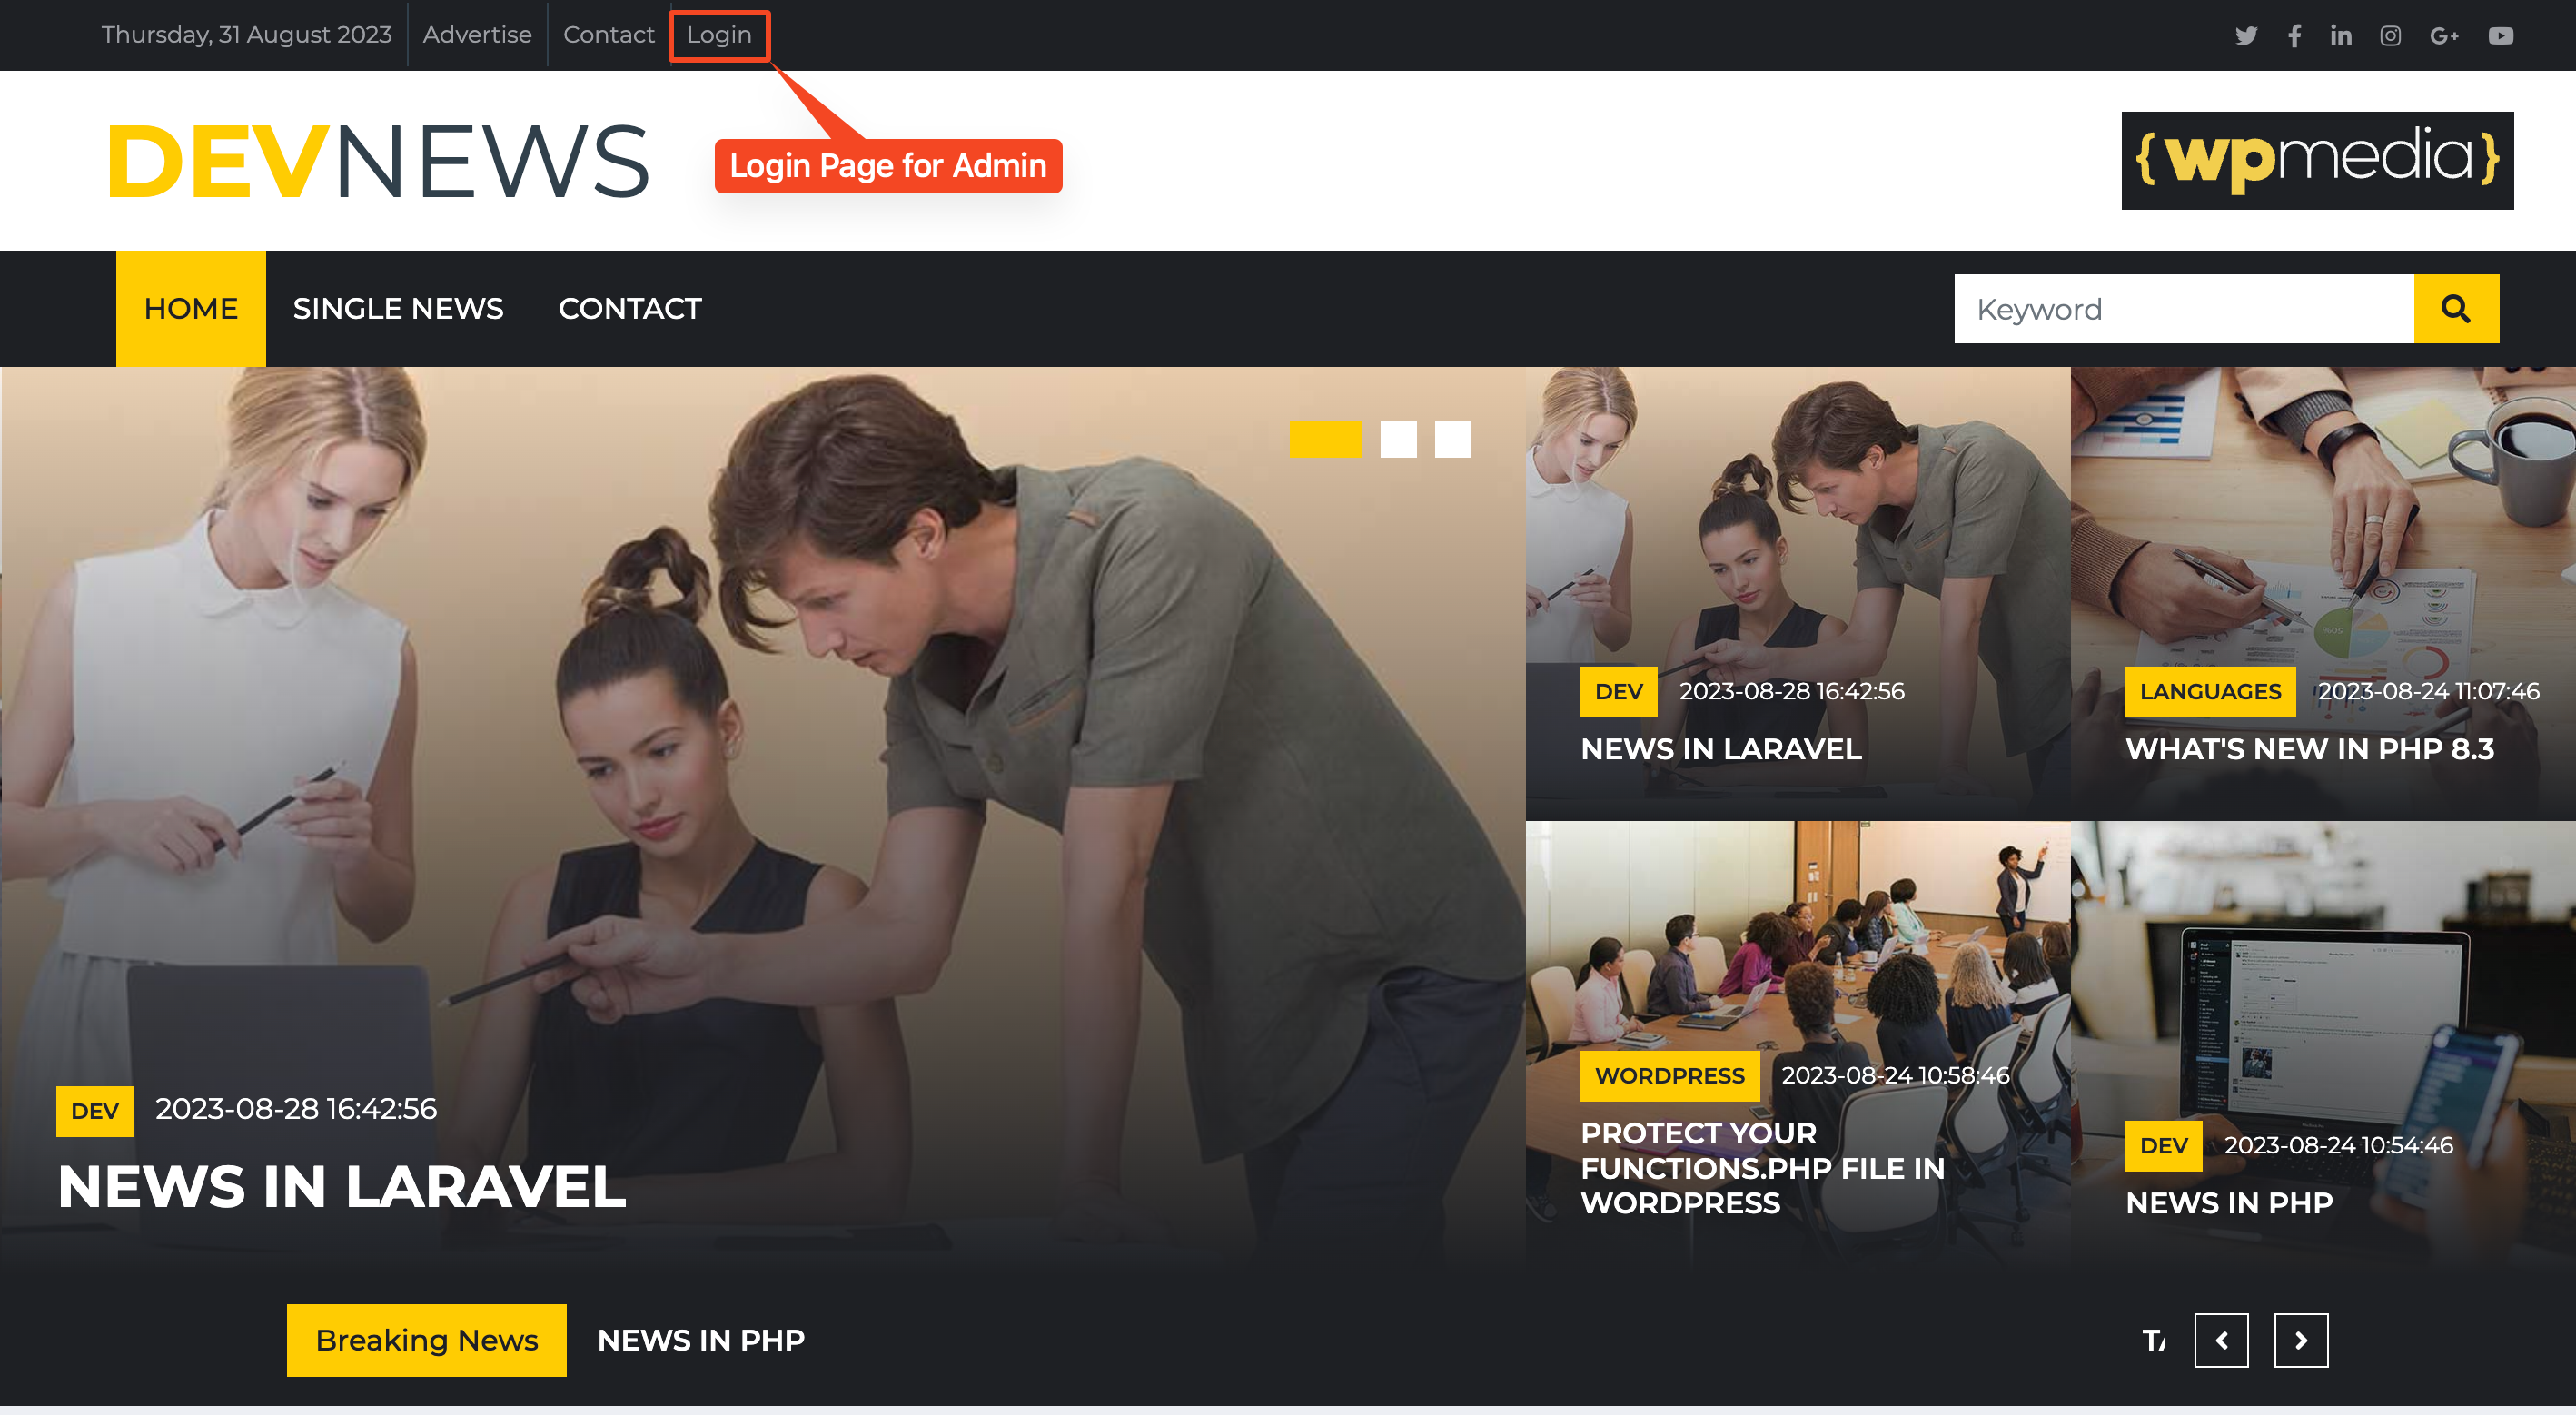 Thursday, 31 August 2023 Advertise Contact Login
Login Page for Admin
DEVNEWS
{wpmedia}
HOME SINGLE NEWS CONTACT
Keyword
DEV 2023-08-28 16:42:56
NEWS IN LARAVEL
DEV 2023-08-28 16:42:56
NEWS IN LARAVEL
LANGUAGES 2023-08-24 11:07:46
WHAT'S NEW IN PHP 8.3
WORDPRESS 2023-08-24 10:58:46
PROTECT YOUR
FUNCTIONS.PHP FILE IN
WORDPRESS
DEV 2023-08-24 10:54:46
NEWS IN PHP
Breaking News NEWS IN PHP